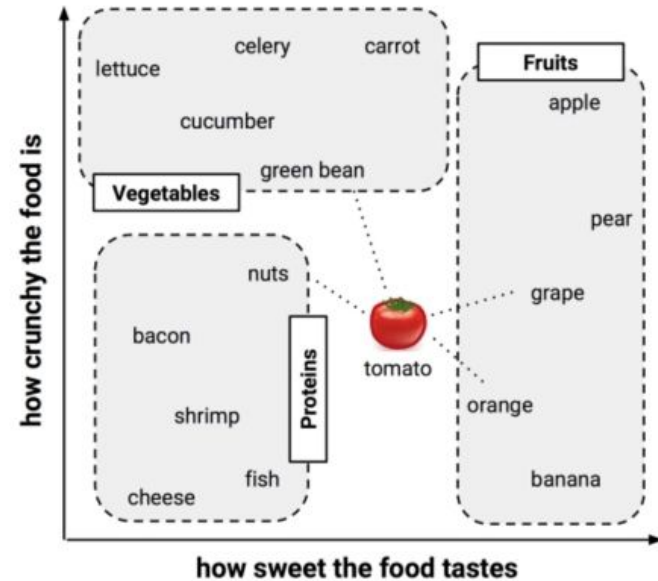 celery
carrot
lettuce
Fruits
apple
cucumber
green bean
Vegetables
pear
nuts
grape
bacon
tomato
Proteins
orange
shrimp
fish
banana
cheese
how crunchy the food is
how sweet the food tastes